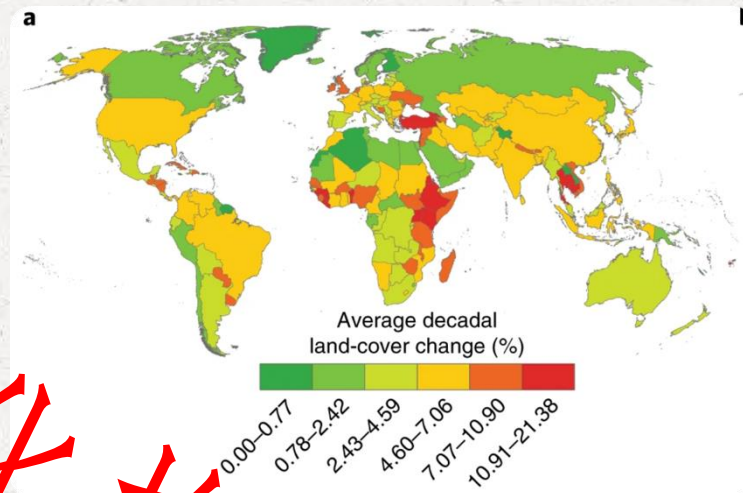 a
Average decadal
land-cover change (%)
0.00–0.77
0.78–2.42
2.43–4.59
4.60–7.06
7.07–10.90
10.91–21.38